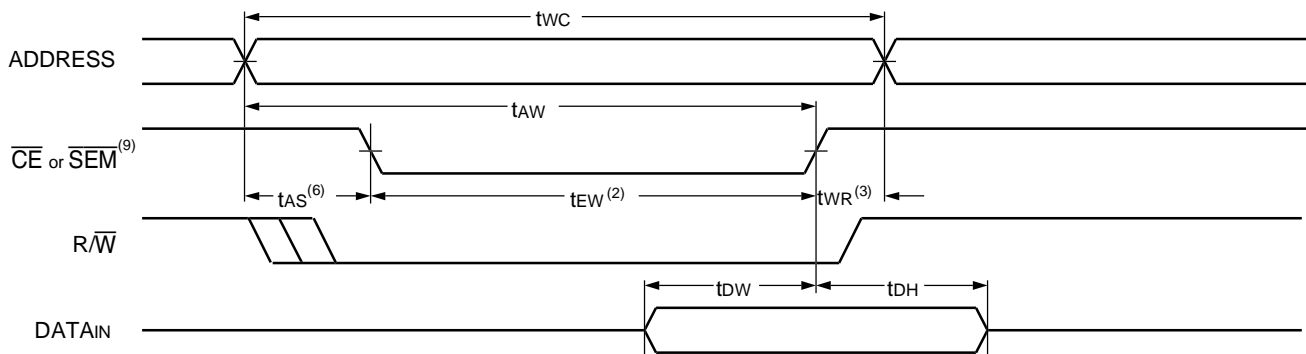 tWC
ADDRESS
tAW
CE or SEM(9)
tAS(6) tEW(2) tWR(3)
R/W
tDW tDH
DATAIN